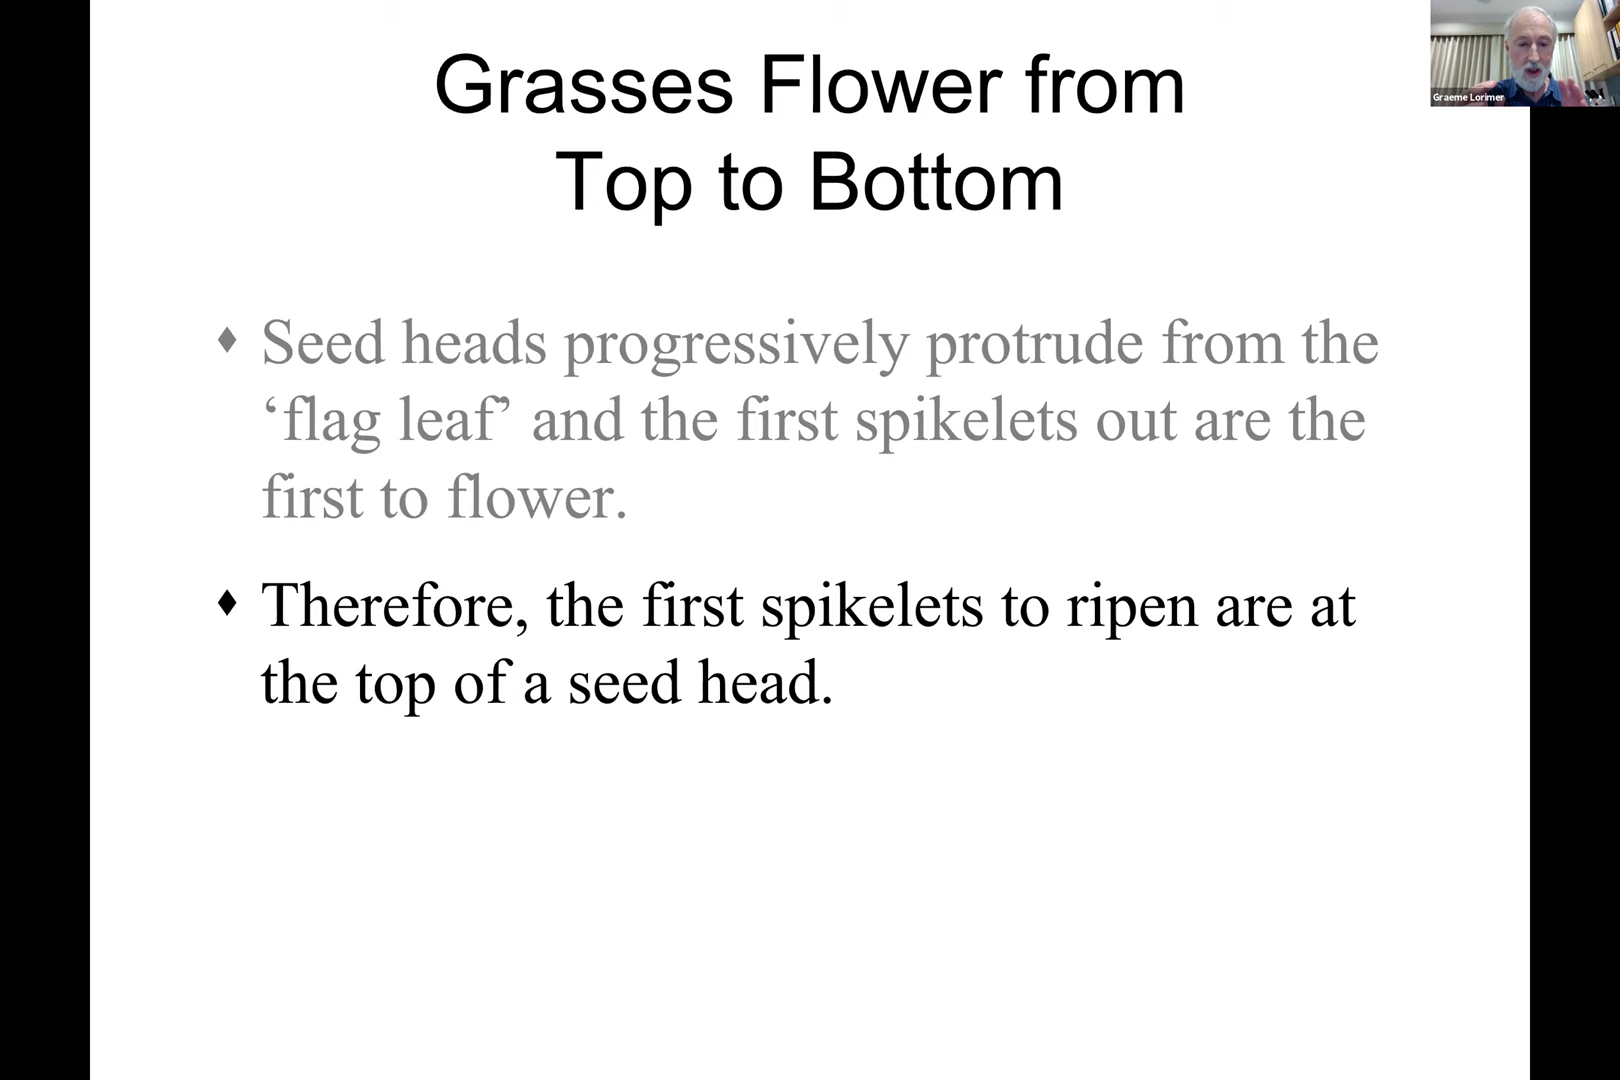 Grasses Flower from
Top to Bottom
Graeme Lorimer
♦ Seed heads progressively protrude from the
‘flag leaf’ and the first spikelets out are the
first to flower.
♦ Therefore, the first spikelets to ripen are at
the top of a seed head.